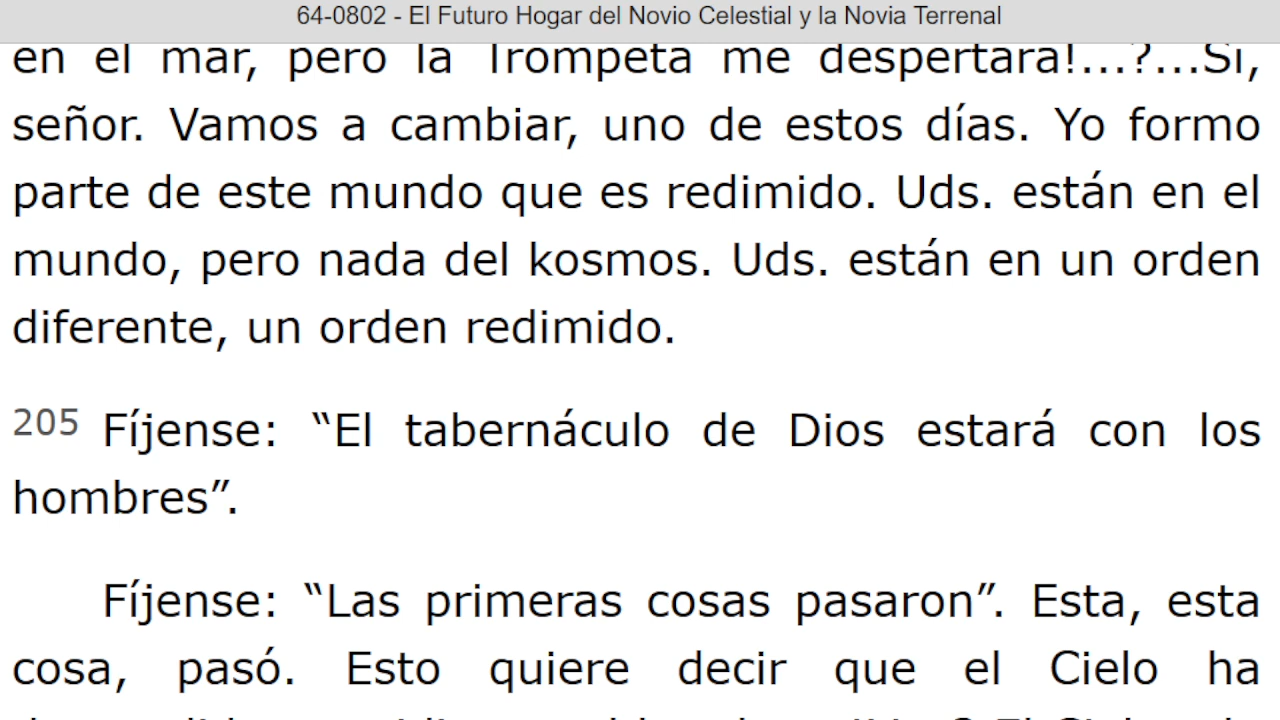 64-0802 - El Futuro Hogar del Novio Celestial y la Novia Terrenal
en el mar, pero la Trompeta me despertará!...?...Sí,
señor. Vamos a cambiar, uno de estos días. Yo formo
parte de este mundo que es redimido. Uds. están en el
mundo, pero nada del kosmos. Uds. están en un orden
diferente, un orden redimido.
205 Fíjense: “El tabernáculo de Dios estará con los
hombres”.
Fíjense: “Las primeras cosas pasaron”. Esta, esta
cosa, pasó. Esto quiere decir que el Cielo ha